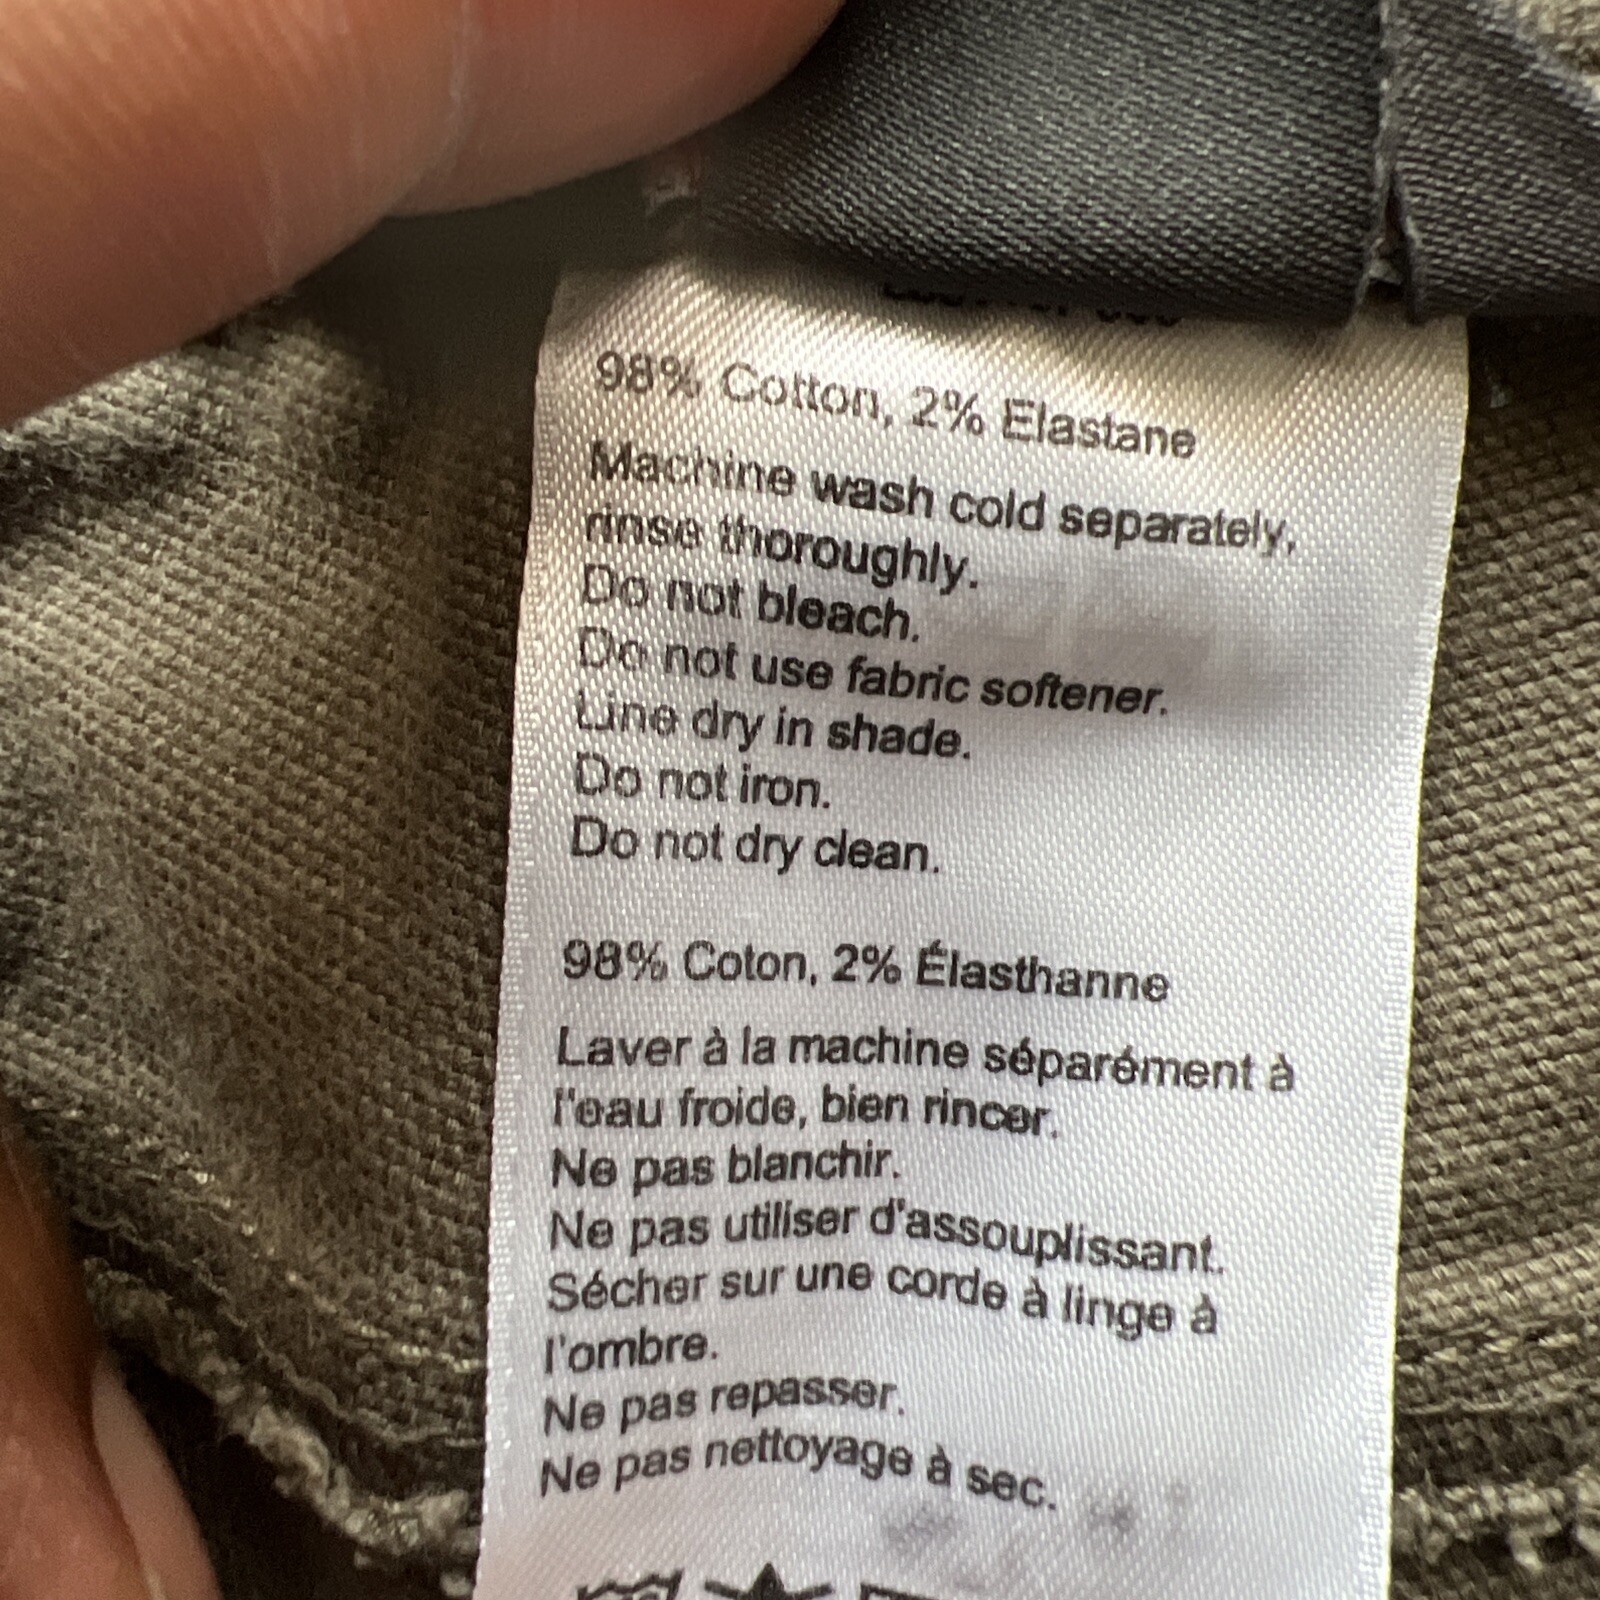 98% Cotton, 2% Elastane
Machine wash cold separately,
rinse thoroughly.
Do not bleach.
Do not use fabric softener.
Line dry in shade.
Do not iron.
Do not dry clean.
98% Coton, 2% Élasthanne
Laver à la machine séparément à
l'eau froide, bien rincer.
Ne pas blanchir.
Ne pas utiliser d'assouplissant.
Sécher sur une corde à linge à
l'ombre.
Ne pas repasser.
Ne pas nettoyage à sec.